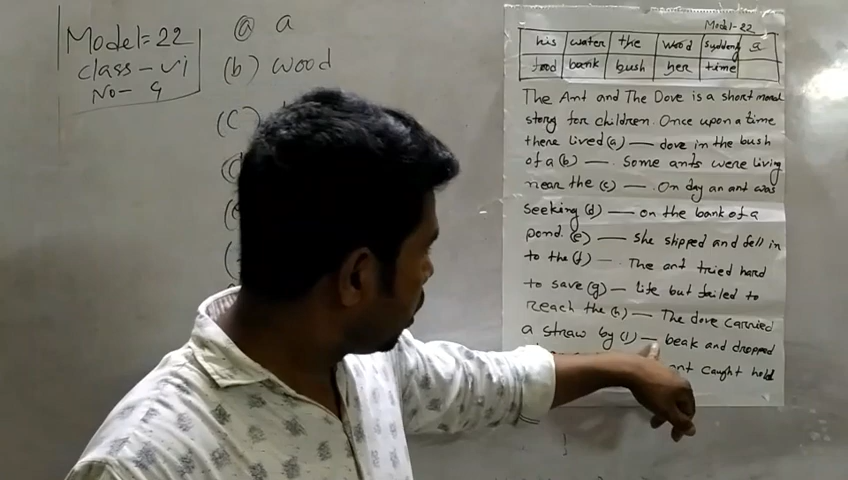 Model=22
class-vi
No-4
(a) a
(b) wood
(c)
Model-22
his water the wood suddenly a
food bank bush her time
The Ant and The Dove is a short moral
story for children. Once upon a time
there lived (a) — dove in the bush
of a (b) —. Some ants were living
near the (c) —. On day an ant was
seeking (d) — on the bank of a
pond. (e) — She slipped and fell in
to the (f) —. The ant tried hard
to save (g) — life but failed to
reach the (h) — The dove carried
a straw by (i) — beak and dropped
ant caught hold